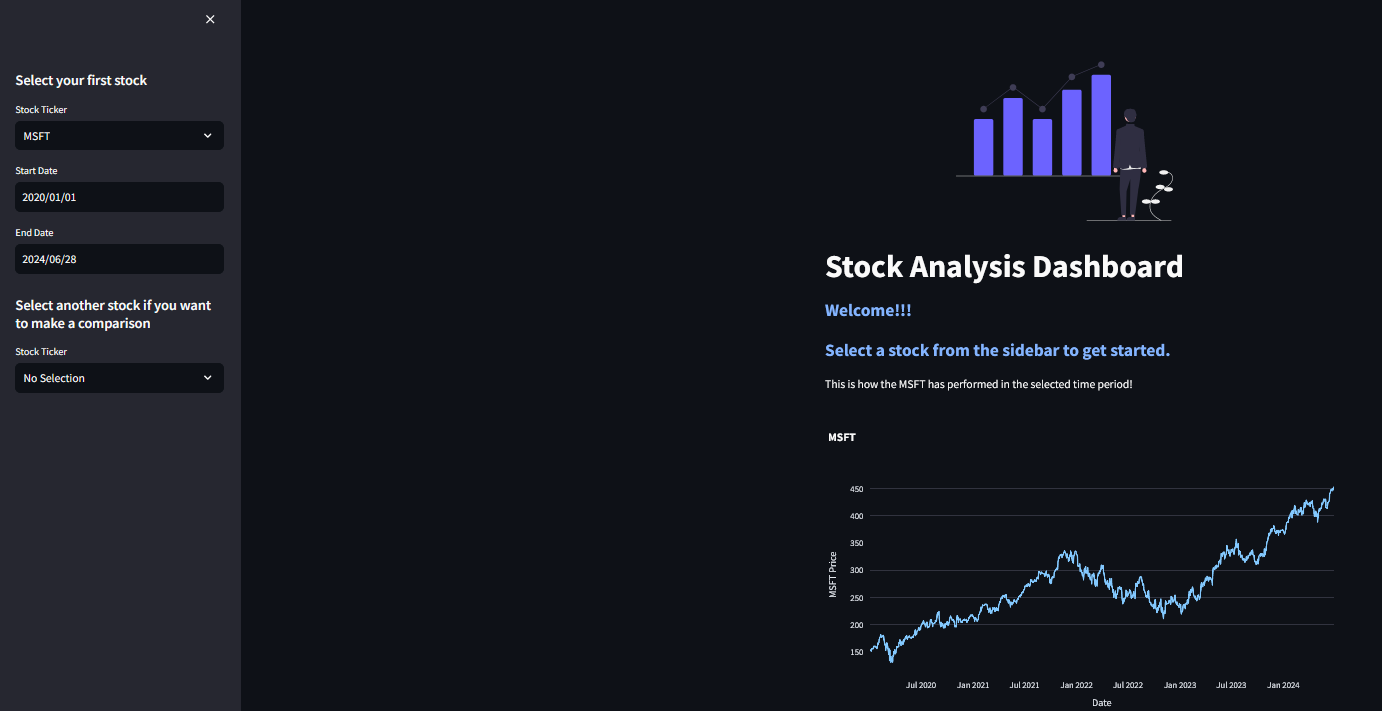 Select your first stock
Stock Ticker
MSFT
Start Date
2020/01/01
End Date
2024/06/28
Select another stock if you want
to make a comparison
Stock Ticker
No Selection
Stock Analysis Dashboard
Welcome!!!
Select a stock from the sidebar to get started.
This is how the MSFT has performed in the selected time period!
MSFT
450
400
350
300
250
200
150
MSFT Price
Jul 2020 Jan 2021 Jul 2021 Jan 2022 Jul 2022 Jan 2023 Jul 2023 Jan 2024
Date